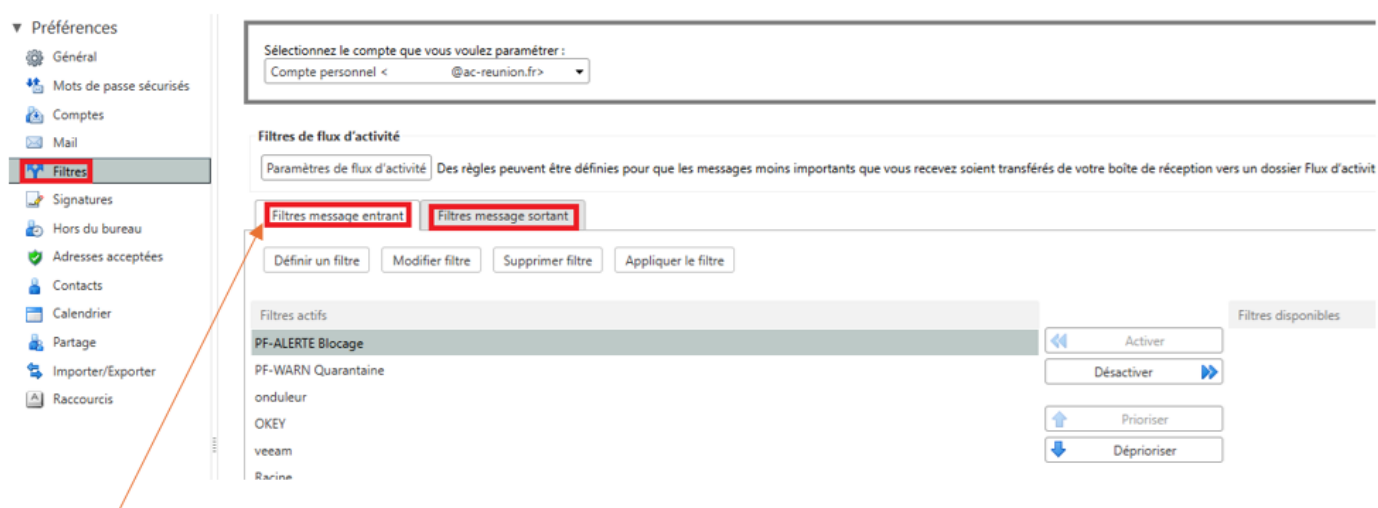 ▼ Préférences
Général
Mots de passe sécurisés
Comptes
Mail
Filtres
Signatures
Hors du bureau
Adresses acceptées
Contacts
Calendrier
Partage
Importer/Exporter
Raccourcis
Sélectionnez le compte que vous voulez paramétrer :
Compte personnel < @ac-reunion.fr>
Filtres de flux d'activité
Paramètres de flux d'activité Des règles peuvent être définies pour que les messages moins importants que vous recevez soient transférés de votre boîte de réception vers un dossier Flux d'activit
Filtres message entrant Filtres message sortant
Définir un filtre Modifier filtre Supprimer filtre Appliquer le filtre
Filtres actifs Filtres disponibles
PF-ALERTE Blocage Activer
PF-WARN Quarantaine Désactiver
onduleur
OKEY Prioriser
veeam Déprioriser
Racine